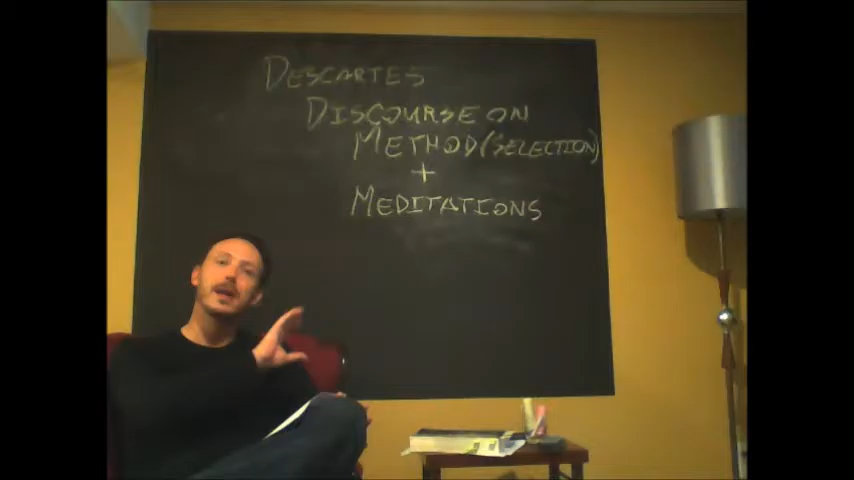 DESCARTES
DISCOURSE ON
METHOD (SELECTION)
+
MEDITATIONS